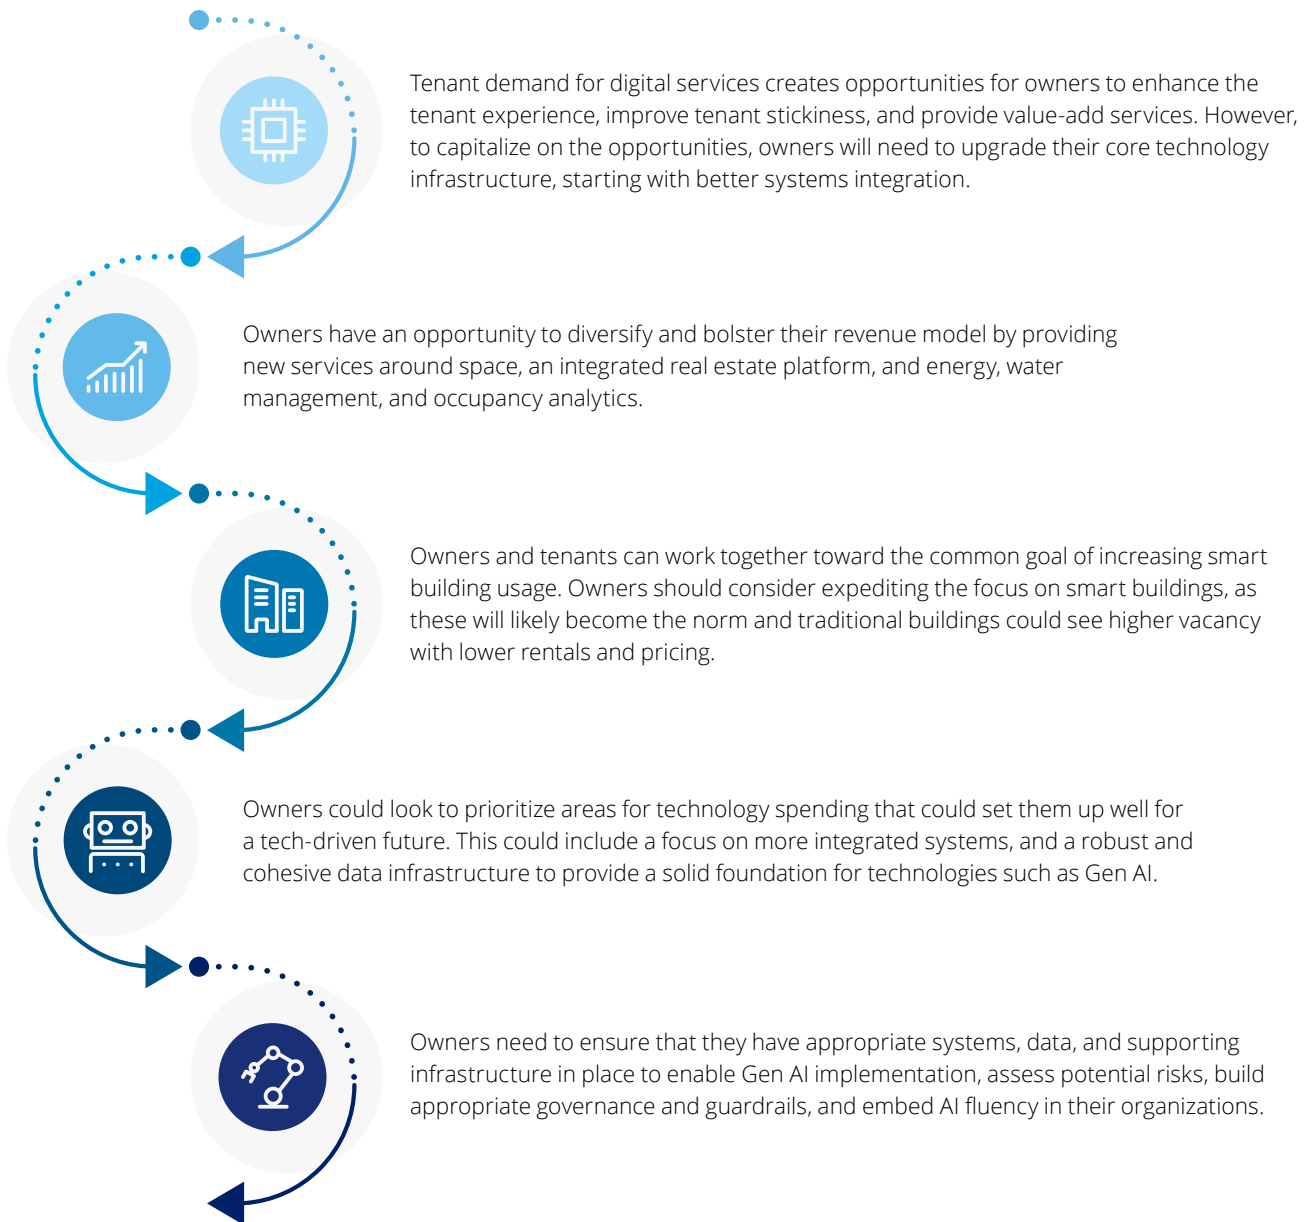 Tenant demand for digital services creates opportunities for owners to enhance the
tenant experience, improve tenant stickiness, and provide value-add services. However,
to capitalize on the opportunities, owners will need to upgrade their core technology
infrastructure, starting with better systems integration.
Owners have an opportunity to diversify and bolster their revenue model by providing
new services around space, an integrated real estate platform, and energy, water
management, and occupancy analytics.
Owners and tenants can work together toward the common goal of increasing smart
building usage. Owners should consider expediting the focus on smart buildings, as
these will likely become the norm and traditional buildings could see higher vacancy
with lower rentals and pricing.
Owners could look to prioritize areas for technology spending that could set them up well for
a tech-driven future. This could include a focus on more integrated systems, and a robust and
cohesive data infrastructure to provide a solid foundation for technologies such as Gen AI.
Owners need to ensure that they have appropriate systems, data, and supporting
infrastructure in place to enable Gen AI implementation, assess potential risks, build
appropriate governance and guardrails, and embed AI fluency in their organizations.